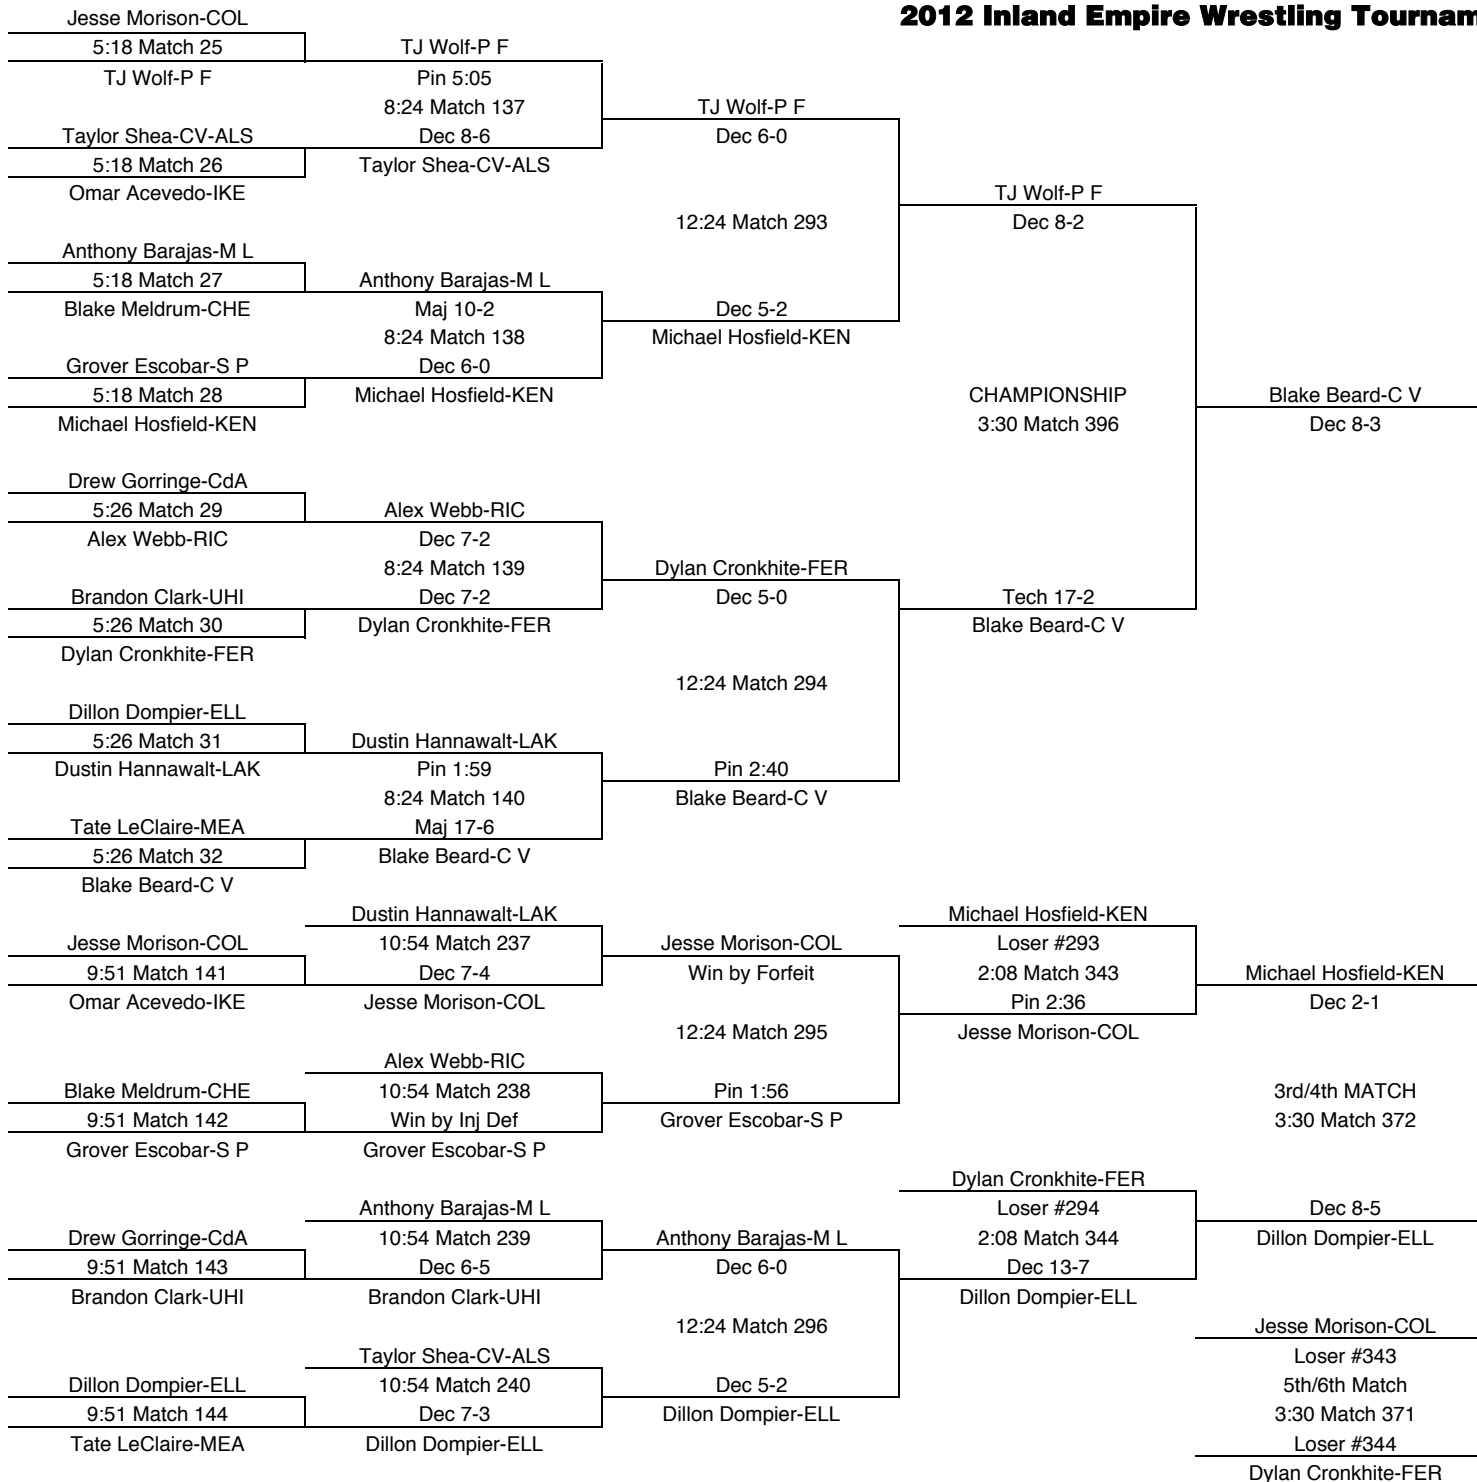 2012 Inland Empire Wrestling Tournam
Jesse Morison-COL
5:18 Match 25
TJ Wolf-P F
TJ Wolf-P F
Pin 5:05
8:24 Match 137
TJ Wolf-P F
Taylor Shea-CV-ALS
Dec 8-6
Dec 6-0
5:18 Match 26
Taylor Shea-CV-ALS
Omar Acevedo-IKE
TJ Wolf-P F
12:24 Match 293
Dec 8-2
Anthony Barajas-M L
5:18 Match 27
Anthony Barajas-M L
Blake Meldrum-CHE
Maj 10-2
Dec 5-2
8:24 Match 138
Michael Hosfield-KEN
Grover Escobar-S P
Dec 6-0
5:18 Match 28
Michael Hosfield-KEN
CHAMPIONSHIP
Blake Beard-C V
Michael Hosfield-KEN
3:30 Match 396
Dec 8-3
Drew Gorringe-CdA
5:26 Match 29
Alex Webb-RIC
Alex Webb-RIC
Dec 7-2
8:24 Match 139
Dylan Cronkhite-FER
Brandon Clark-UHI
Dec 7-2
Dec 5-0
Tech 17-2
5:26 Match 30
Dylan Cronkhite-FER
Blake Beard-C V
Dylan Cronkhite-FER
12:24 Match 294
Dillon Dompier-ELL
5:26 Match 31
Dustin Hannawalt-LAK
Dustin Hannawalt-LAK
Pin 1:59
Pin 2:40
8:24 Match 140
Blake Beard-C V
Tate LeClaire-MEA
Maj 17-6
5:26 Match 32
Blake Beard-C V
Blake Beard-C V
Dustin Hannawalt-LAK
Michael Hosfield-KEN
Jesse Morison-COL
10:54 Match 237
Jesse Morison-COL
Loser #293
9:51 Match 141
Dec 7-4
Win by Forfeit
2:08 Match 343
Michael Hosfield-KEN
Omar Acevedo-IKE
Jesse Morison-COL
Pin 2:36
Dec 2-1
12:24 Match 295
Jesse Morison-COL
Alex Webb-RIC
Blake Meldrum-CHE
10:54 Match 238
Pin 1:56
3rd/4th MATCH
9:51 Match 142
Win by Inj Def
Grover Escobar-S P
3:30 Match 372
Grover Escobar-S P
Grover Escobar-S P
Dylan Cronkhite-FER
Anthony Barajas-M L
Loser #294
Dec 8-5
Drew Gorringe-CdA
10:54 Match 239
Anthony Barajas-M L
2:08 Match 344
Dillon Dompier-ELL
9:51 Match 143
Dec 6-5
Dec 6-0
Dec 13-7
Brandon Clark-UHI
Brandon Clark-UHI
Dillon Dompier-ELL
12:24 Match 296
Jesse Morison-COL
Taylor Shea-CV-ALS
Loser #343
Dillon Dompier-ELL
10:54 Match 240
Dec 5-2
5th/6th Match
9:51 Match 144
Dec 7-3
Dillon Dompier-ELL
3:30 Match 371
Tate LeClaire-MEA
Dillon Dompier-ELL
Loser #344
Dylan Cronkhite-FER